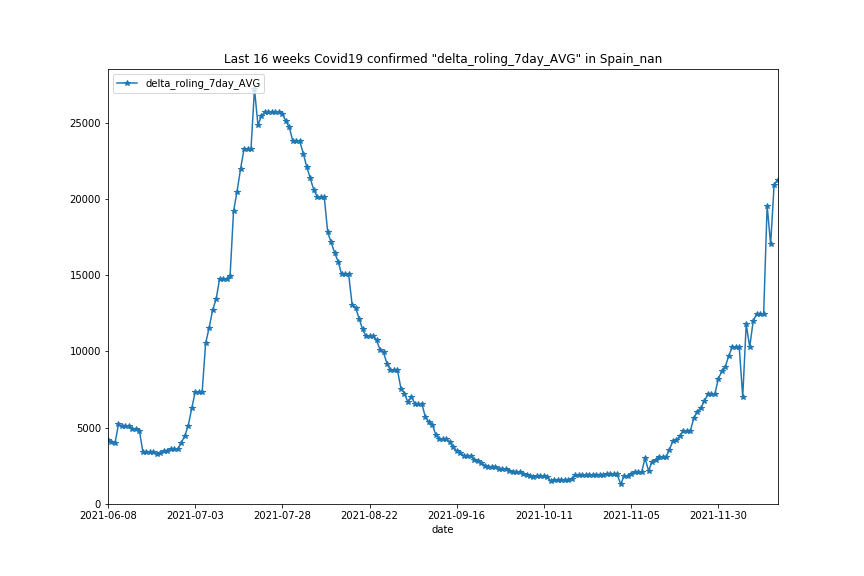 Last 16 weeks Covid19 confirmed "delta_roling_7day_AVG" in Spain_nan
delta_roling_7day_AVG
25000
20000
15000
10000
5000
0
2021-06-08 2021-07-03 2021-07-28 2021-08-22 2021-09-16 2021-10-11 2021-11-05 2021-11-30
date